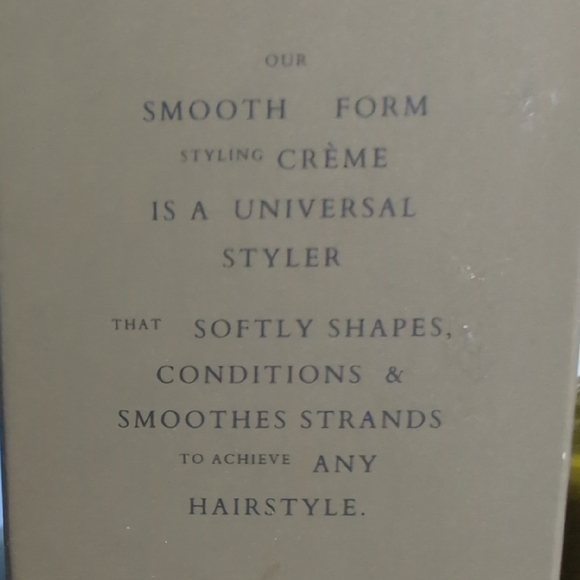 OUR
SMOOTH FORM
STYLING CRÈME
IS A UNIVERSAL
STYLER
THAT SOFTLY SHAPES,
CONDITIONS &
SMOOTHES STRANDS
TO ACHIEVE ANY
HAIRSTYLE.